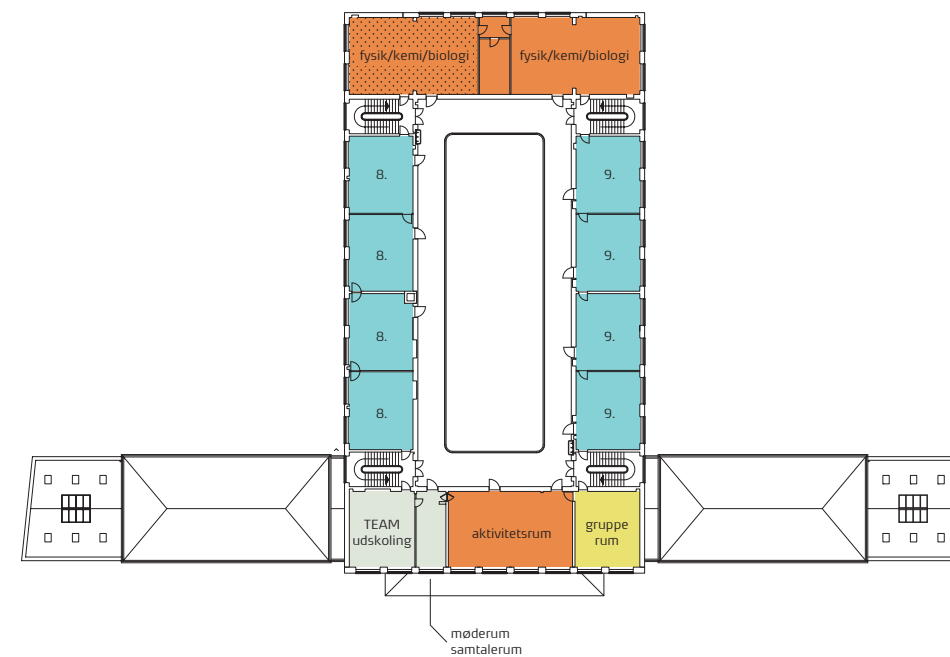 fysik/kemi/biologi
fysik/kemi/biologi
8.
9.
8.
9.
8.
9.
8.
9.
TEAM
udskoling
aktivitetsrum
gruppe
rum
møderum
samtalerum